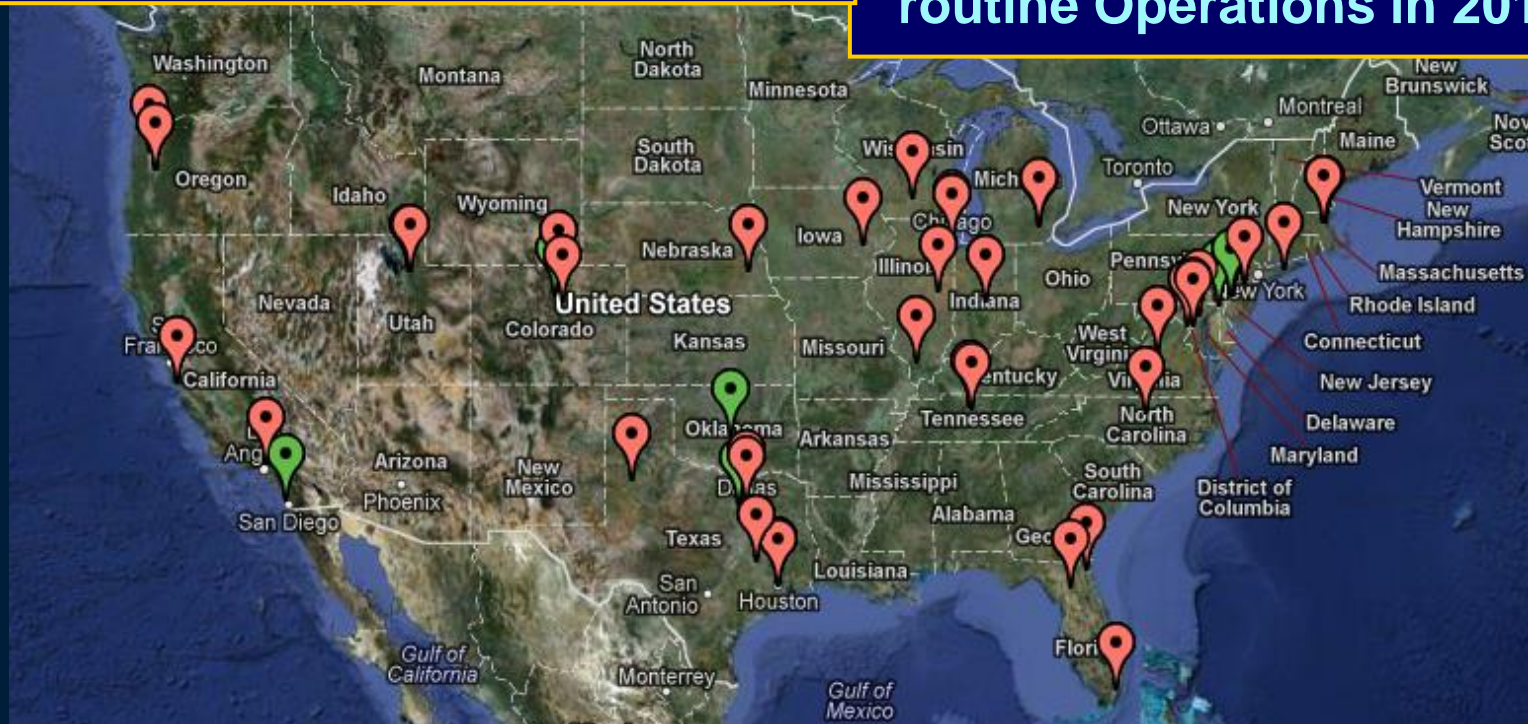 routine Operations in 201
Washington
Montana
North
Dakota
Minnesota
New
Brunswick
Montreal
Ottawa
Maine
Toronto
Oregon
Idaho
Wyoming
South
Dakota
Vermont
New
Hampshire
New York
Massachusetts
Rhode Island
Connecticut
New Jersey
Delaware
Maryland
District of
Columbia
Nebraska
Iowa
Ohio
Indiana
Nevada
Utah
Colorado
United States
Kansas
Missouri
West
California
Tennessee
North
Carolina
Arkansas
Arizona
Phoenix
New
Mexico
Mississippi
South
Carolina
Alabama
San Diego
Texas
Louisiana
San
Antonio
Houston
Gulf of
California
Monterrey
Gulf of
Mexico